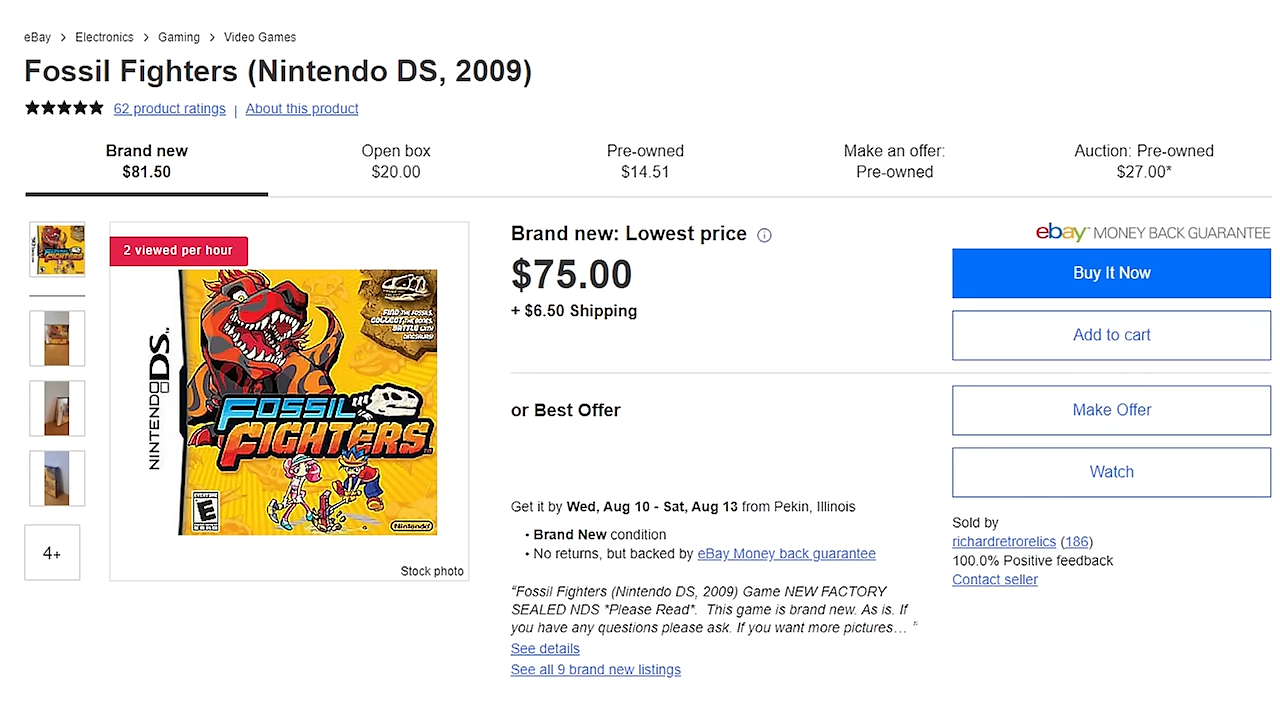 eBay > Electronics > Gaming > Video Games
Fossil Fighters (Nintendo DS, 2009)
★★★★★ 62 product ratings | About this product
Brand new
$81.50
Open box
$20.00
Pre-owned
$14.51
Make an offer:
Pre-owned
Auction: Pre-owned
$27.00*
2 viewed per hour
NINTENDO DS™
FIND THE FOSSILS,
COLLECT THE BONES,
BATTLE WITH
DINOSAURS!
FOSSIL
FIGHTERS™
EVERYONE
E
ESRB
Nintendo
Stock photo
4+
Brand new: Lowest price
$75.00
+ $6.50 Shipping
or Best Offer
Get it by Wed, Aug 10 - Sat, Aug 13 from Pekin, Illinois
• Brand New condition
• No returns, but backed by eBay Money back guarantee
“Fossil Fighters (Nintendo DS, 2009) Game NEW FACTORY
SEALED NDS *Please Read*. This game is brand new. As is. If
you have any questions please ask. If you want more pictures… ”
See details
See all 9 brand new listings
ebay™ MONEY BACK GUARANTEE
Buy It Now
Add to cart
Make Offer
Watch
Sold by
richardretrorelics (186)
100.0% Positive feedback
Contact seller